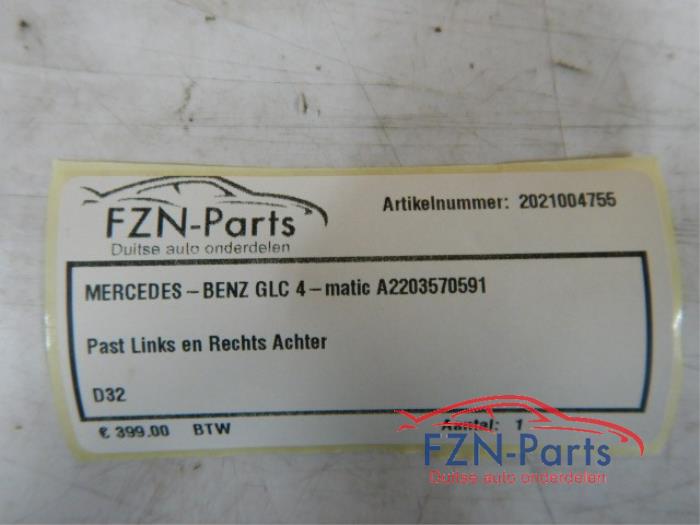 FZN-Parts
Duitse auto onderdelen
Artikelnummer: 2021004755
MERCEDES-BENZ GLC 4-matic A2203570591
Past Links en Rechts Achter
D32
€ 399.00 BTW
Aantal: 1
FZN-Parts
Duitse auto onderdelen